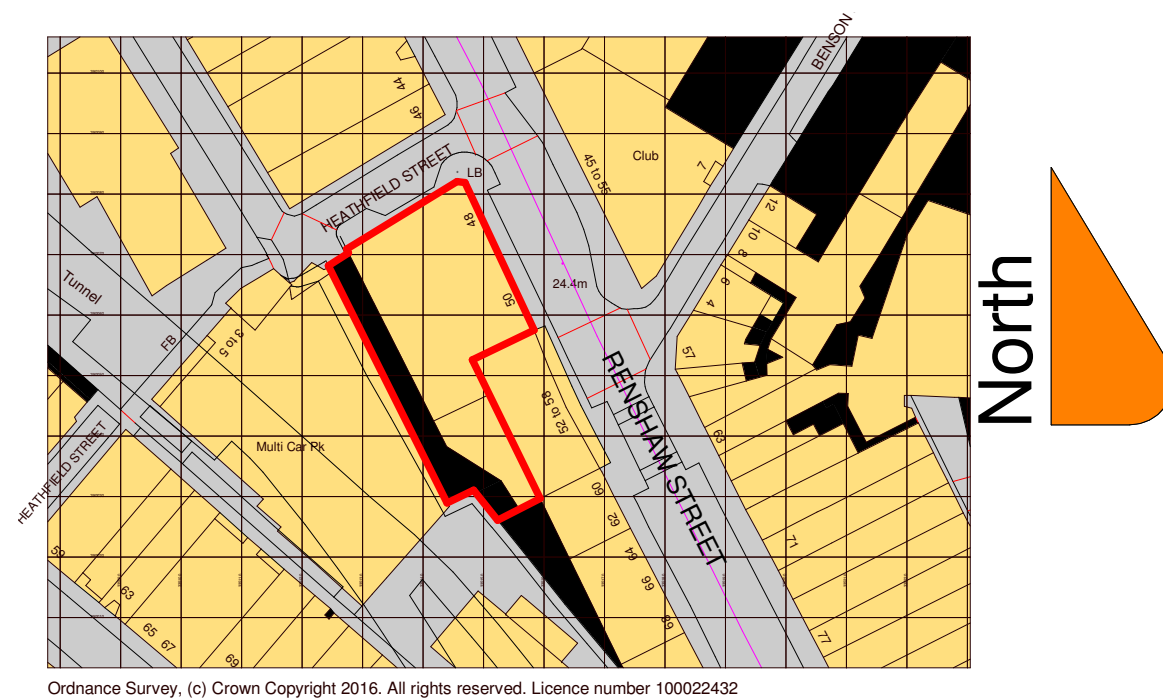 BENSON
44
46
Club
45 to 55
7
LB
HEATHFIELD STREET
48
12
10
8
6
4
24.4m
50
Tunnel
FB
3 to 5
57
RENSHAW STREET
52 to 58
63
Multi Car Pk
HEATHFIELD STREET
60
62
64
66
68
71
77
59
63
65
67
69
North
Ordnance Survey, (c) Crown Copyright 2016. All rights reserved. Licence number 100022432